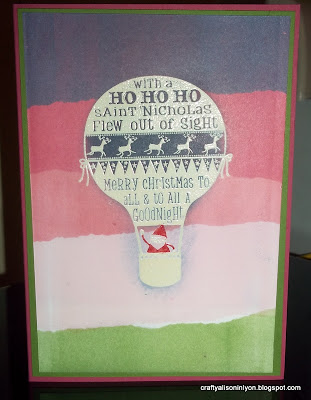 with a
HO HO HO
SAiNT NicHOLAS
Flew out of SigHt
MeRRY cHRiSTMAS To
All & to All A
GOODNigHt
craftyalisoniniyon.blogspot.com